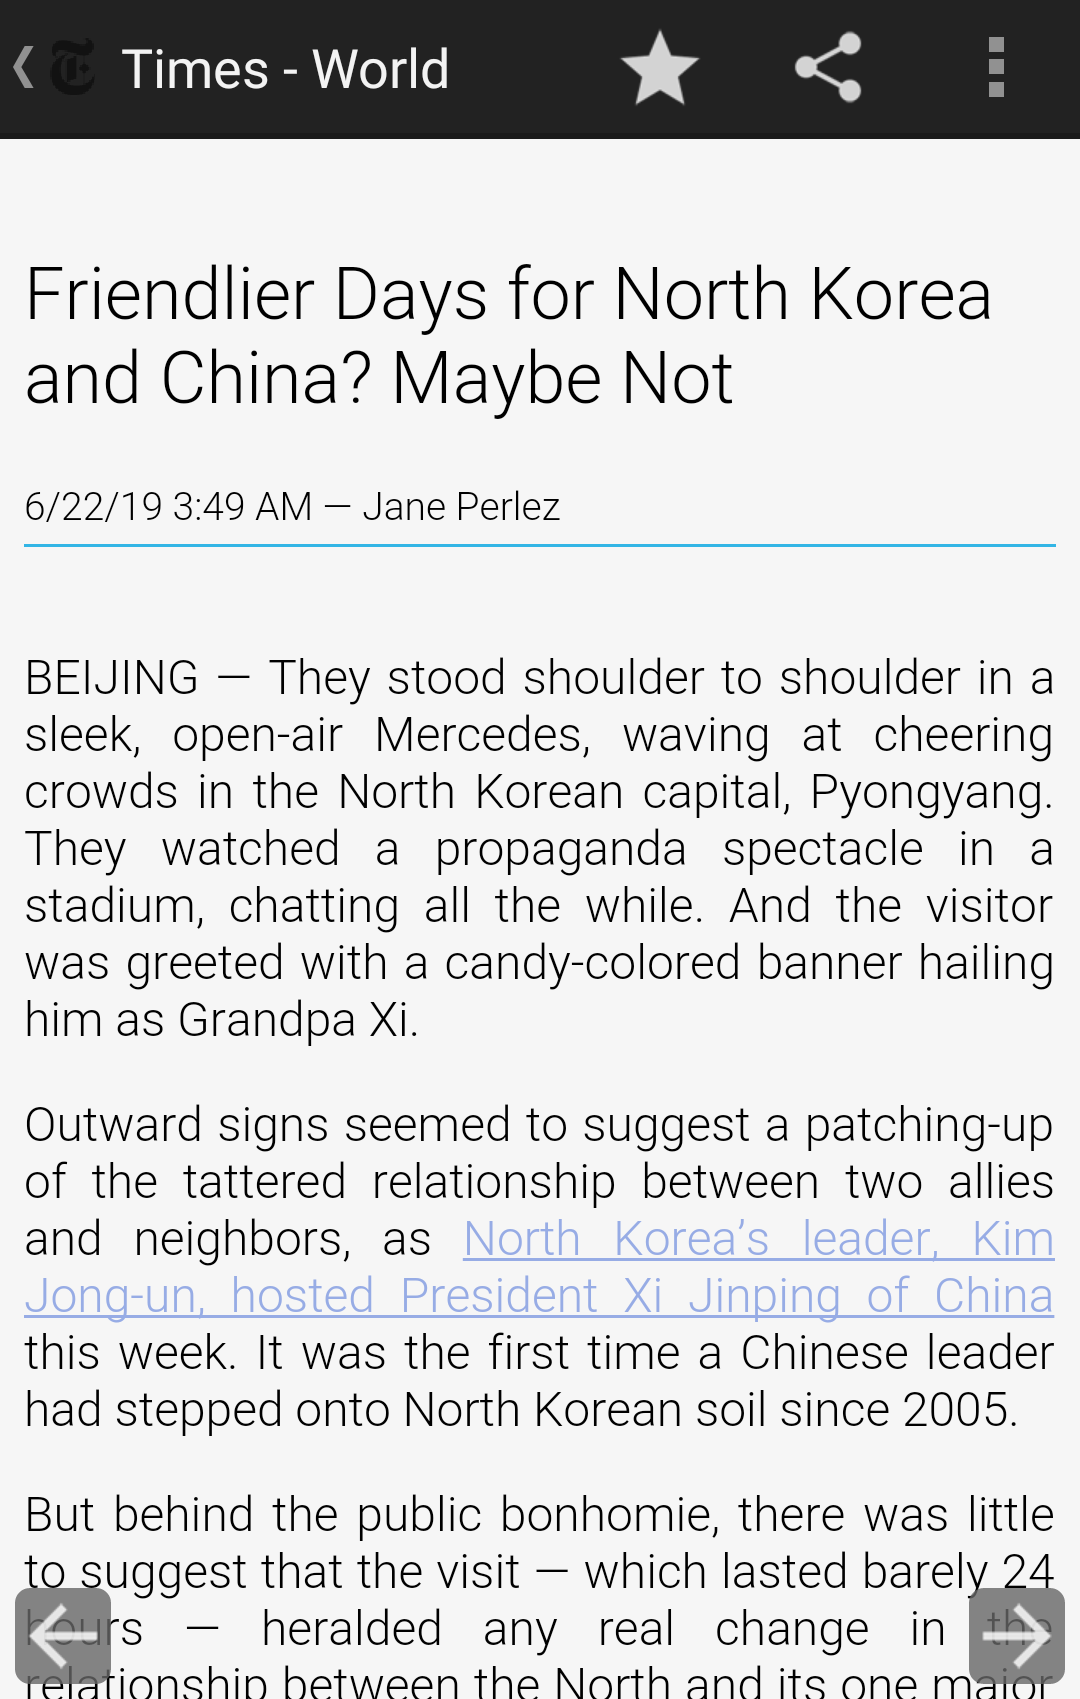 Times - World
Friendlier Days for North Korea
and China? Maybe Not
6/22/19 3:49 AM — Jane Perlez
BEIJING — They stood shoulder to shoulder in a
sleek, open-air Mercedes, waving at cheering
crowds in the North Korean capital, Pyongyang.
They watched a propaganda spectacle in a
stadium, chatting all the while. And the visitor
was greeted with a candy-colored banner hailing
him as Grandpa Xi.
Outward signs seemed to suggest a patching-up
of the tattered relationship between two allies
and neighbors, as North Korea’s leader, Kim
Jong-un, hosted President Xi Jinping of China
this week. It was the first time a Chinese leader
had stepped onto North Korean soil since 2005.
But behind the public bonhomie, there was little
to suggest that the visit — which lasted barely 24
hours — heralded any real change in the
relationship between the North and its one major